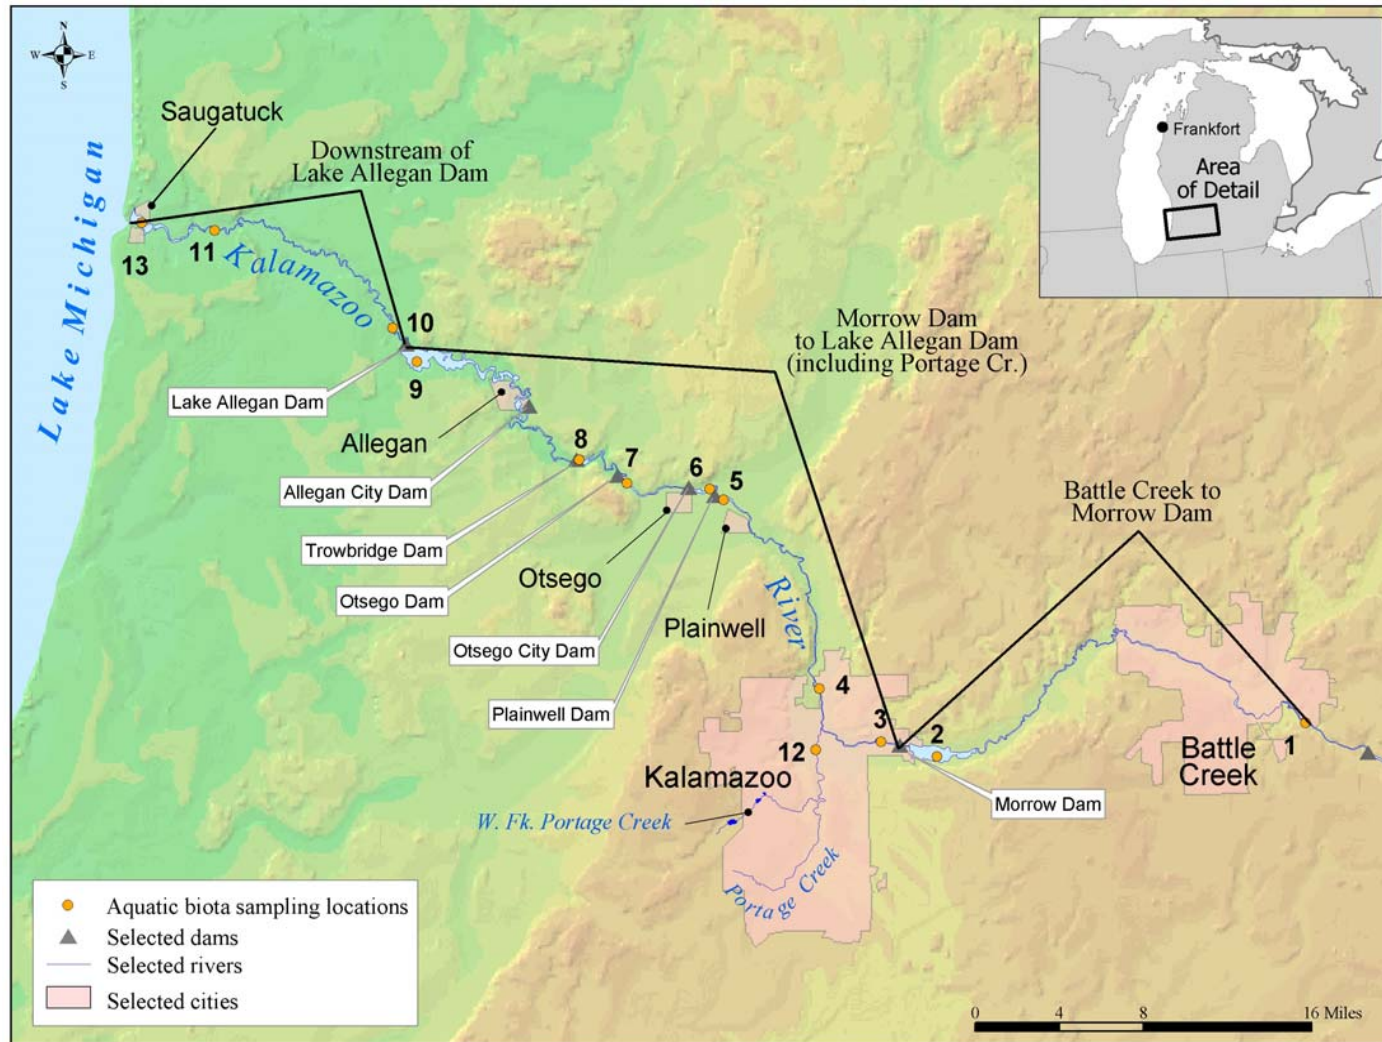 N
W
E
S
Saugatuck
Downstream of
Lake Allegan Dam
Lake Michigan
13
11
Kalamazoo
10
9
Lake Allegan Dam
Allegan
Allegan City Dam
8
7
6
5
Trowbridge Dam
Otsego Dam
Otsego
Otsego City Dam
Plainwell
Plainwell Dam
River
Morrow Dam
to Lake Allegan Dam
(including Portage Cr.)
Battle Creek to
Morrow Dam
4
3
2
12
1
Kalamazoo
Battle
Creek
Morrow Dam
W. Fk. Portage Creek
Portage Creek
Frankfort
Area
of Detail
Aquatic biota sampling locations
Selected dams
Selected rivers
Selected cities
0
4
8
16 Miles